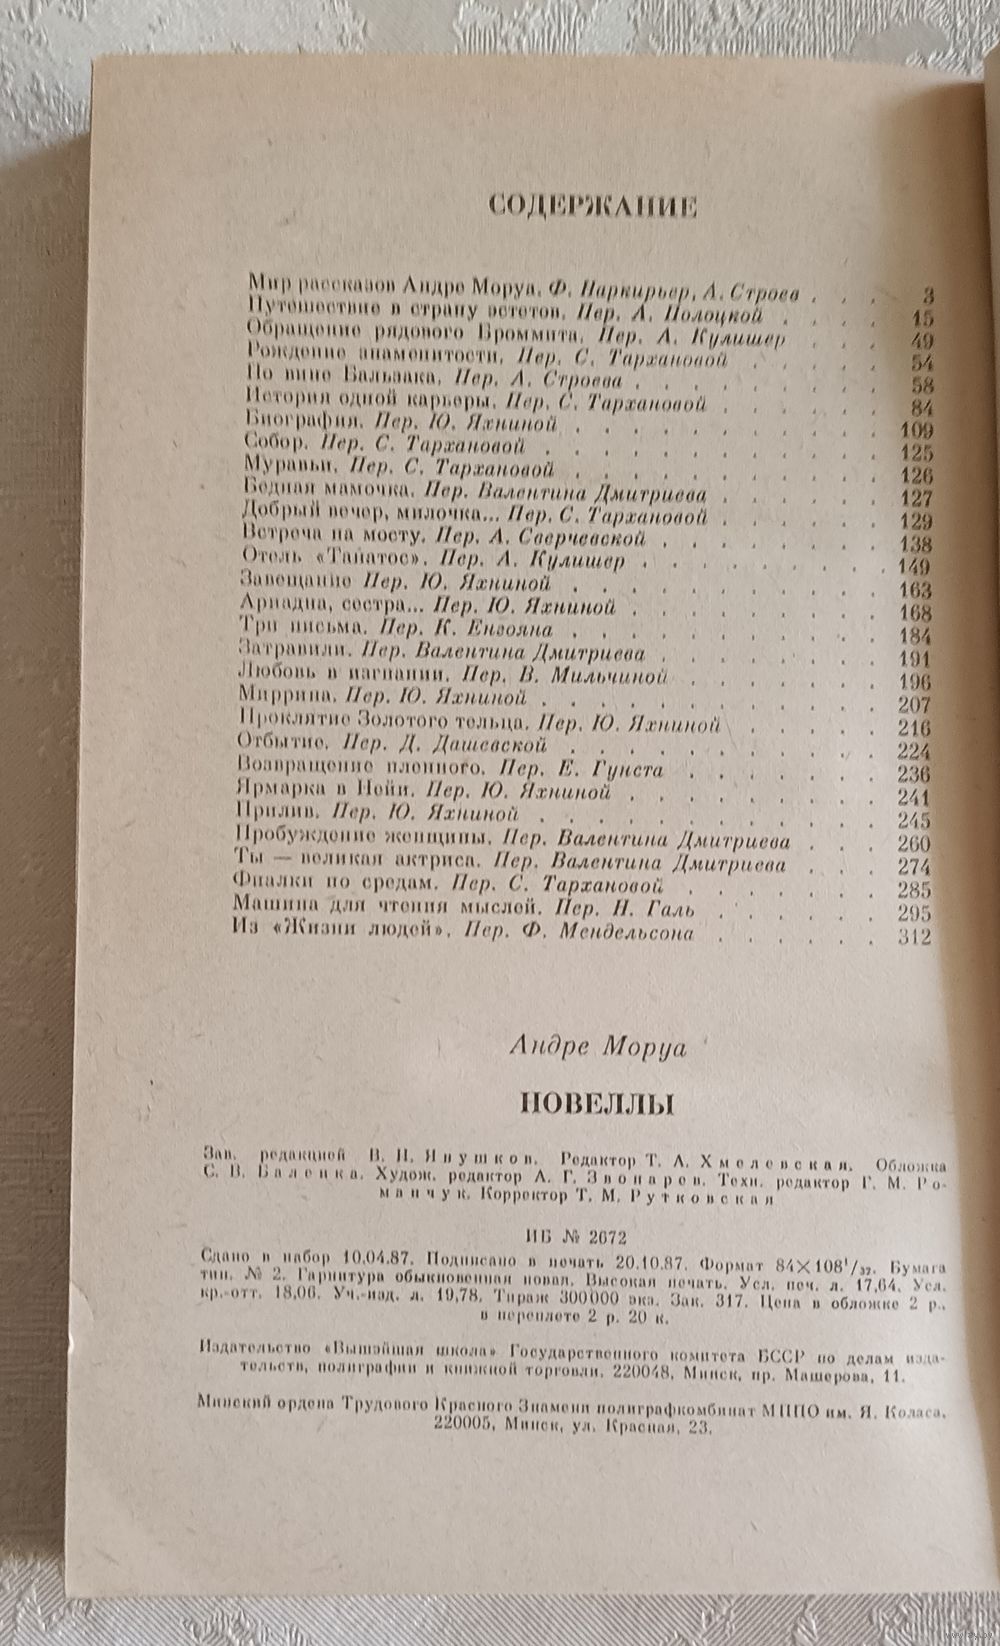 СОДЕРЖАНИЕ
Мир рассказов Андре Моруа. Ф. Наркирьер, А. Строев . . . 3
Путешествие в страну эстетов. Пер. А. Полоцкой . . . . 15
Обращение рядового Броммита. Пер. А. Кулишер . . . 49
Рождение знаменитости. Пер. С. Тархановой . . . . . 54
По вине Бальзака. Пер. А. Строева . . . . . . . . 58
История одной карьеры. Пер. С. Тархановой . . . . . . 84
Биография. Пер. Ю. Яхниной . . . . . . . . . . . 109
Собор. Пер. С. Тархановой . . . . . . . . . . . . 125
Муравьи. Пер. С. Тархановой . . . . . . . . . . . 126
Бедная мамочка. Пер. Валентина Дмитриева . . . . . . 127
Добрый вечер, милочка... Пер. С. Тархановой . . . . . . 129
Встреча на мосту. Пер. А. Сверчевской . . . . . . . . 138
Отель «Танатос». Пер. А. Кулишер . . . . . . . . . 149
Завещание Пер. Ю. Яхниной . . . . . . . . . . . 163
Ариадна, сестра... Пер. Ю. Яхниной . . . . . . . . . 168
Три письма. Пер. К. Ензояна . . . . . . . . . . . 184
Затравили. Пер. Валентина Дмитриева . . . . . . . . 191
Любовь в изгнании. Пер. В. Мильчиной . . . . . . . 196
Миррина. Пер. Ю. Яхниной . . . . . . . . . . . . 207
Проклятие Золотого тельца. Пер. Ю. Яхниной . . . . . 216
Отбытие. Пер. Д. Дашевской . . . . . . . . . . . 224
Возвращение пленного. Пер. Е. Гунста . . . . . . . 236
Ярмарка в Нейи. Пер. Ю. Яхниной . . . . . . . . . 241
Прилив. Пер. Ю. Яхниной . . . . . . . . . . . . 245
Пробуждение женщины. Пер. Валентина Дмитриева . . . 260
Ты — великая актриса. Пер. Валентина Дмитриева . . . 274
Фиалки по средам. Пер. С. Тархановой . . . . . . . 285
Машина для чтения мыслей. Пер. Н. Галь . . . . . . 295
Из «Жизни людей». Пер. Ф. Мендельсона . . . . . . 312
Андре Моруа
НОВЕЛЛЫ
Зав. редакцией В. Н. Янушков. Редактор Т. А. Хмелевская. Обложка
С. В. Баленка. Худож. редактор А. Г. Звонарев. Техн. редактор Г. М. Ро-
манчук. Корректор Т. М. Рутковская
ИБ № 2672
Сдано в набор 10.04.87. Подписано в печать 20.10.87. Формат 84×108¹/₃₂. Бумага
тип. № 2. Гарнитура обыкновенная новая. Высокая печать. Усл. печ. л. 17,64. Усл.
кр.-отт. 18,06. Уч.-изд. л. 19,78. Тираж 300000 экз. Зак. 317. Цена в обложке 2 р.,
в переплете 2 р. 20 к.
Издательство «Вышэйшая школа» Государственного комитета БССР по делам изда-
тельств, полиграфии и книжной торговли. 220048, Минск, пр. Машерова, 11.
Минский ордена Трудового Красного Знамени полиграфкомбинат МППО им. Я. Коласа.
220005, Минск, ул. Красная, 23.